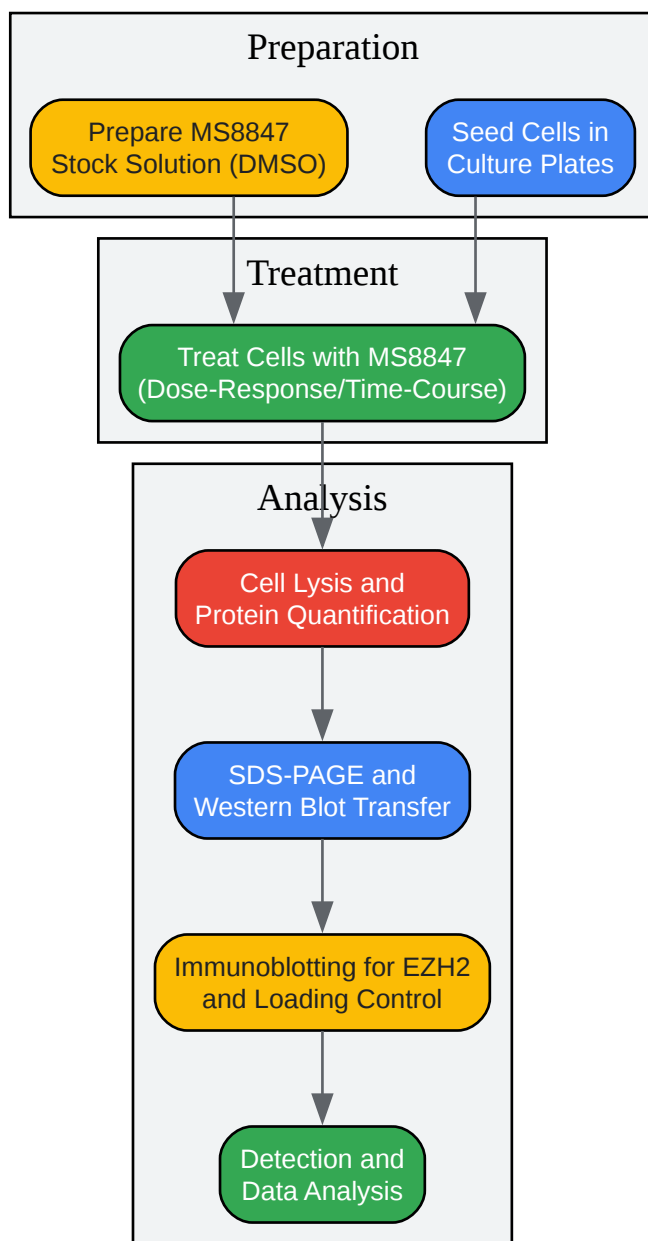 Preparation
Prepare MS8847
Stock Solution (DMSO)
Seed Cells in
Culture Plates
Treatment
Treat Cells with MS8847
(Dose-Response/Time-Course)
Analysis
Cell Lysis and
Protein Quantification
SDS-PAGE and
Western Blot Transfer
Immunoblotting for EZH2
and Loading Control
Detection and
Data Analysis